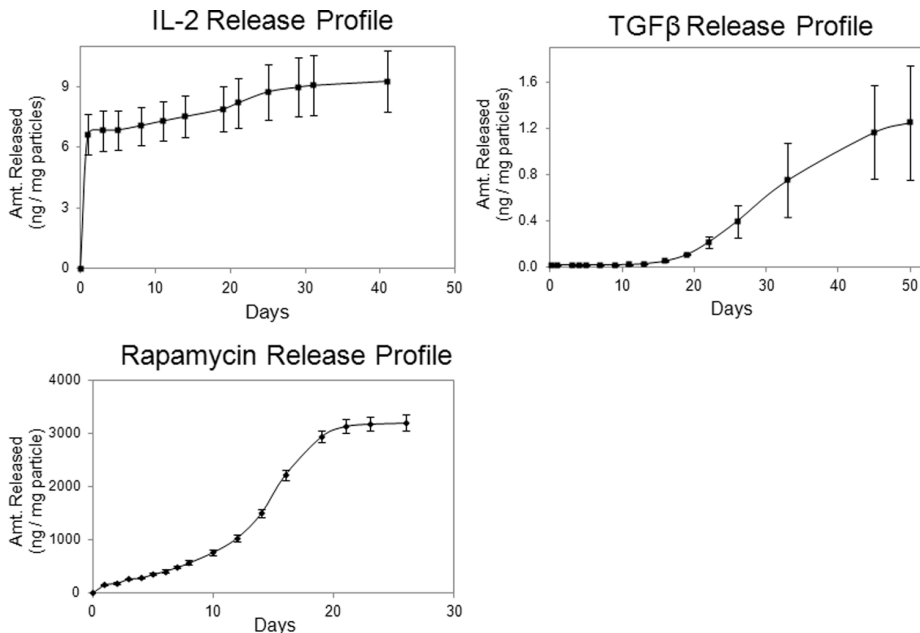 IL-2 Release Profile
Amt. Released
(ng / mg particles)
9
6
3
0
0 10 20 30 40 50
Days
TGFβ Release Profile
Amt. Released
(ng / mg particles)
1.6
1.2
0.8
0.4
0.0
0 10 20 30 40 50
Days
Rapamycin Release Profile
Amt. Released
(ng / mg particle)
4000
3000
2000
1000
0
0 10 20 30
Days